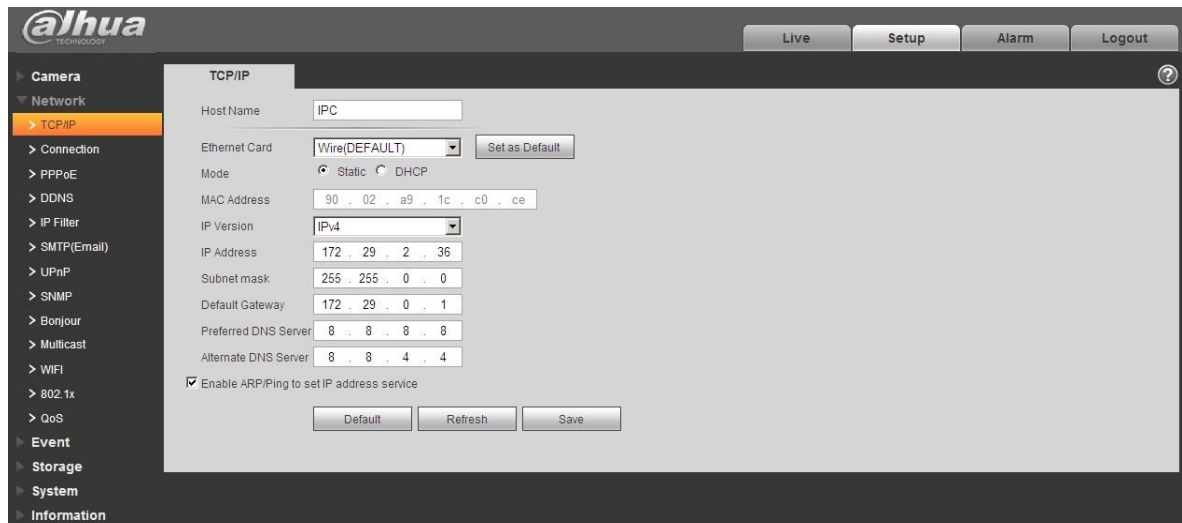 alhua
TECHNOLOGY
Live Setup Alarm Logout
Camera
Network
> TCP/IP
> Connection
> PPPoE
> DDNS
> IP Filter
> SMTP(Email)
> UPnP
> SNMP
> Bonjour
> Multicast
> WIFI
> 802.1x
> QoS
Event
Storage
System
Information
TCP/IP ?
Host Name IPC
Ethernet Card Wire(DEFAULT) Set as Default
Mode Static DHCP
MAC Address 90 . 02 . a9 . 1c . c0 . ce
IP Version IPv4
IP Address 172 . 29 . 2 . 36
Subnet mask 255 . 255 . 0 . 0
Default Gateway 172 . 29 . 0 . 1
Preferred DNS Server 8 . 8 . 8 . 8
Alternate DNS Server 8 . 8 . 4 . 4
Enable ARP/Ping to set IP address service
Default Refresh Save